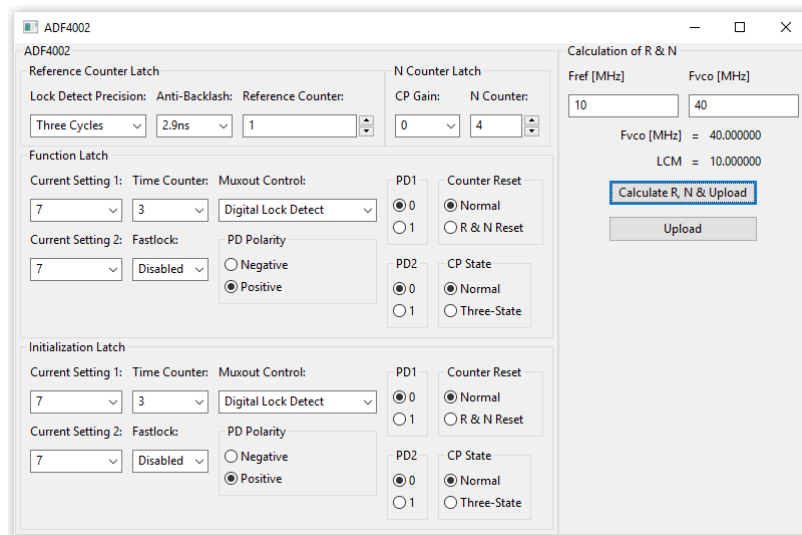 ADF4002
ADF4002
Reference Counter Latch
Lock Detect Precision: Anti-Backlash: Reference Counter:
Three Cycles 2.9ns 1
N Counter Latch
CP Gain: N Counter:
0 4
Function Latch
Current Setting 1: Time Counter: Muxout Control:
7 3 Digital Lock Detect
Current Setting 2: Fastlock:
7 Disabled
PD Polarity
Negative
Positive
PD1
0
1
Counter Reset
Normal
R & N Reset
PD2
0
1
CP State
Normal
Three-State
Initialization Latch
Current Setting 1: Time Counter: Muxout Control:
7 3 Digital Lock Detect
Current Setting 2: Fastlock:
7 Disabled
PD Polarity
Negative
Positive
PD1
0
1
Counter Reset
Normal
R & N Reset
PD2
0
1
CP State
Normal
Three-State
Calculation of R & N
Fref [MHz] Fvco [MHz]
10 40
Fvco [MHz] = 40.000000
LCM = 10.000000
Calculate R, N & Upload
Upload